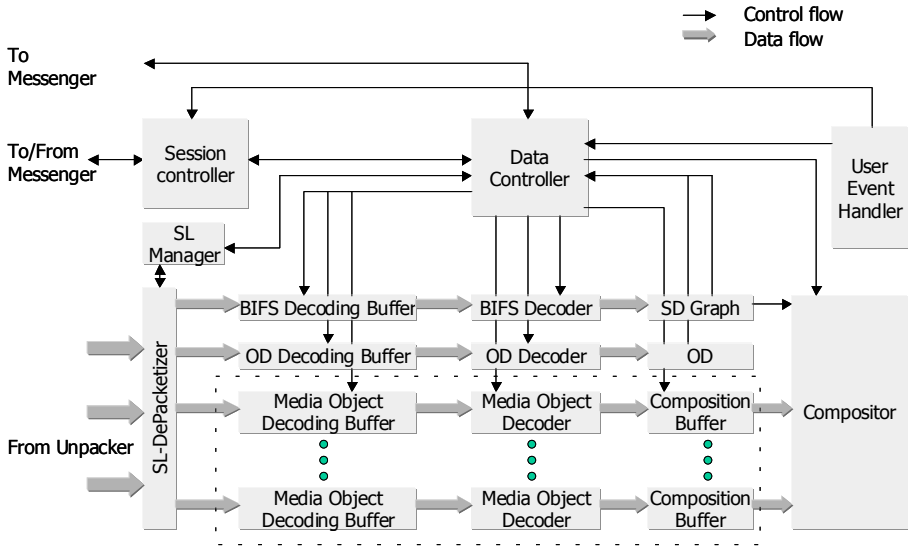 Control flow
Data flow
To
Messenger
To/From
Messenger
Session
controller
Data
Controller
User
Event
Handler
SL
Manager
SL-DePacketizer
BIFS Decoding Buffer
BIFS Decoder
SD Graph
OD Decoding Buffer
OD Decoder
OD
Media Object
Decoding Buffer
Media Object
Decoder
Composition
Buffer
Compositor
From Unpacker
Media Object
Decoding Buffer
Media Object
Decoder
Composition
Buffer